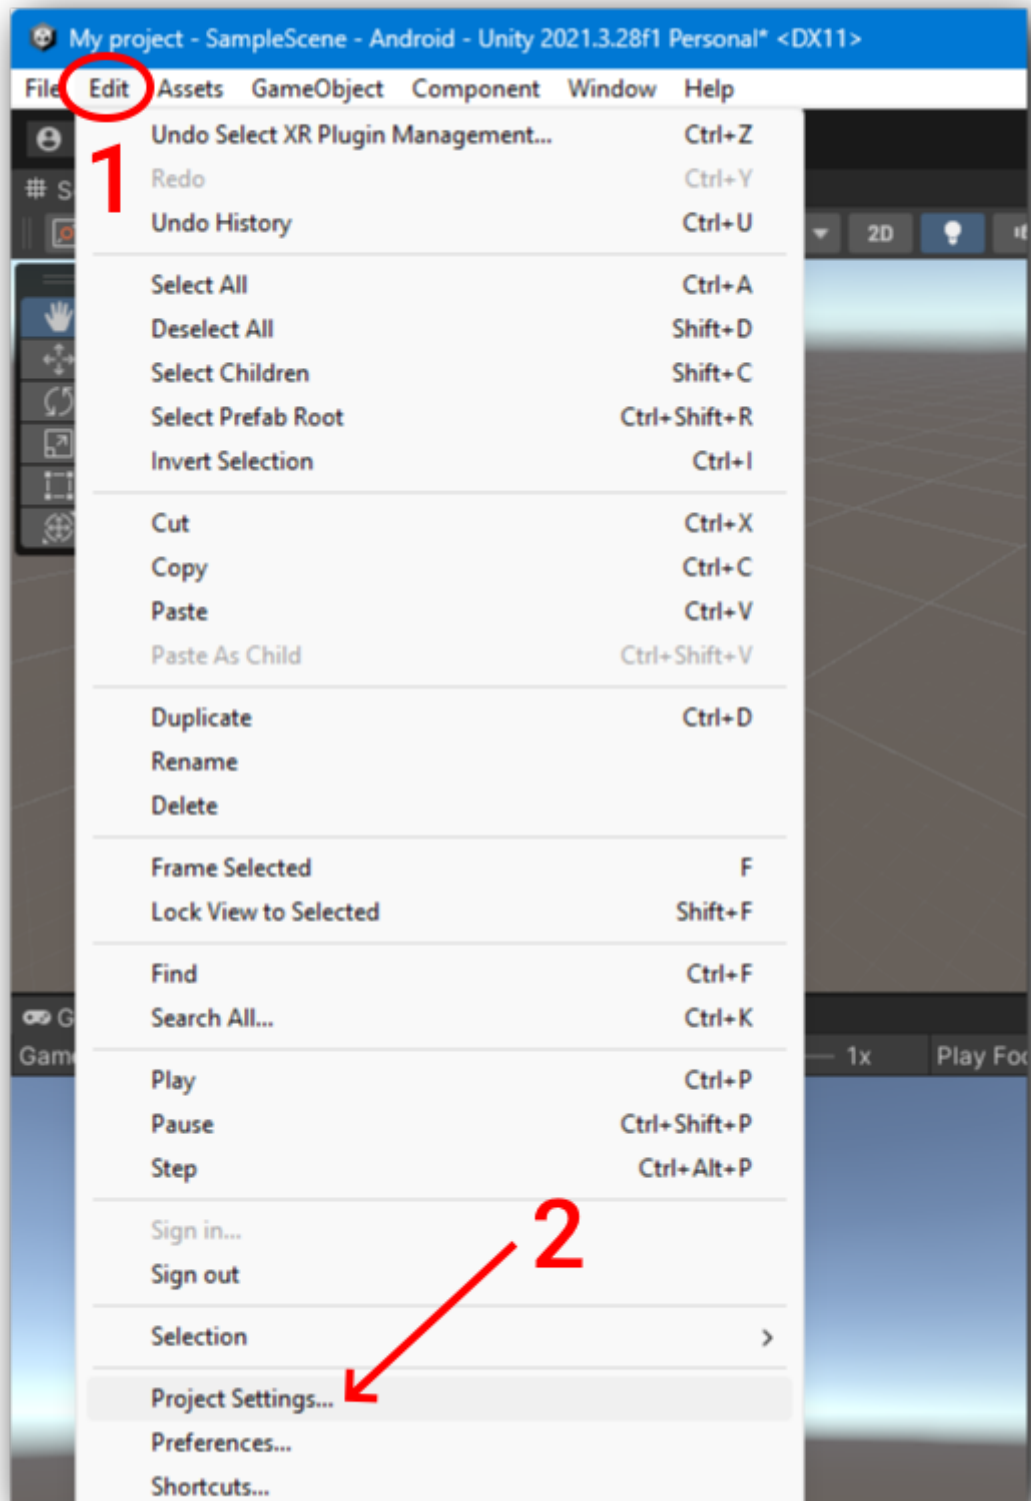 My project - SampleScene - Android - Unity 2021.3.28f1 Personal* <DX11>
File Edit Assets GameObject Component Window Help
1
Undo Select XR Plugin Management... Ctrl+Z
Redo Ctrl+Y
Undo History Ctrl+U
2D
Select All Ctrl+A
Deselect All Shift+D
Select Children Shift+C
Select Prefab Root Ctrl+Shift+R
Invert Selection Ctrl+I
Cut Ctrl+X
Copy Ctrl+C
Paste Ctrl+V
Paste As Child Ctrl+Shift+V
Duplicate Ctrl+D
Rename
Delete
Frame Selected F
Lock View to Selected Shift+F
Find Ctrl+F
Search All... Ctrl+K
G
Gam 1x Play Foc
Play Ctrl+P
Pause Ctrl+Shift+P
Step Ctrl+Alt+P
2
Sign in...
Sign out
Selection >
Project Settings...
Preferences...
Shortcuts...